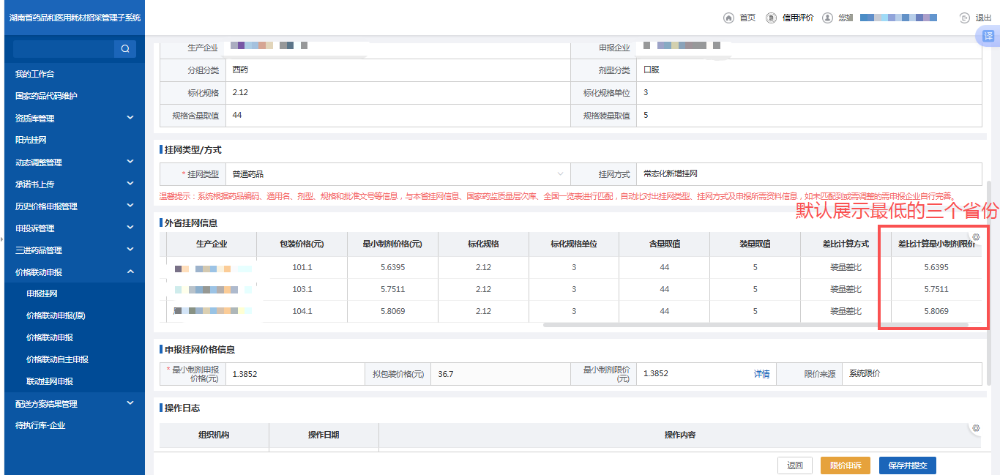 湖南省药品和医用耗材招采管理子系统
首页
信用评价
您好
退出
译
我的工作台
国家药品代码维护
资质库管理
阳光挂网
动态调整管理
承诺书上传
历史价格申报管理
申投诉管理
三进药品管理
价格联动申报
申报挂网
价格联动申报(原)
价格联动申报
价格联动自主申报
联动挂网申报
配送方案结果管理
待执行库-企业
生产企业 申报企业
分组分类 西药 剂型分类 口服
标化规格 2.12 标化规格单位 3
规格含量取值 44 规格装量取值 5
挂网类型/方式
* 挂网类型 普通药品 挂网方式 常态化新增挂网
温馨提示：系统根据药品编码、通用名、剂型、规格和批准文号等信息，与本省挂网信息、国家药监质量层次库、全国一览表进行匹配，自动比对出挂网类型、挂网方式及申报所需资料信息，如未匹配到或需调整的需申报企业自行完善。
默认展示最低的三个省份
外省挂网信息
生产企业 包装价格(元) 最小制剂价格(元) 标化规格 标化规格单位 含量取值 装量取值 差比计算方式 差比计算最小制剂限价
101.1 5.6395 2.12 3 44 5 装量差比 5.6395
103.1 5.7511 2.12 3 44 5 装量差比 5.7511
104.1 5.8069 2.12 3 44 5 装量差比 5.8069
申报挂网价格信息
* 最小制剂申报价格(元) 1.3852 拟包装价格(元) 36.7 最小制剂限价(元) 1.3852 详情 限价来源 系统限价
操作日志
组织机构 操作日期 操作内容
返回 限价申诉 保存并提交